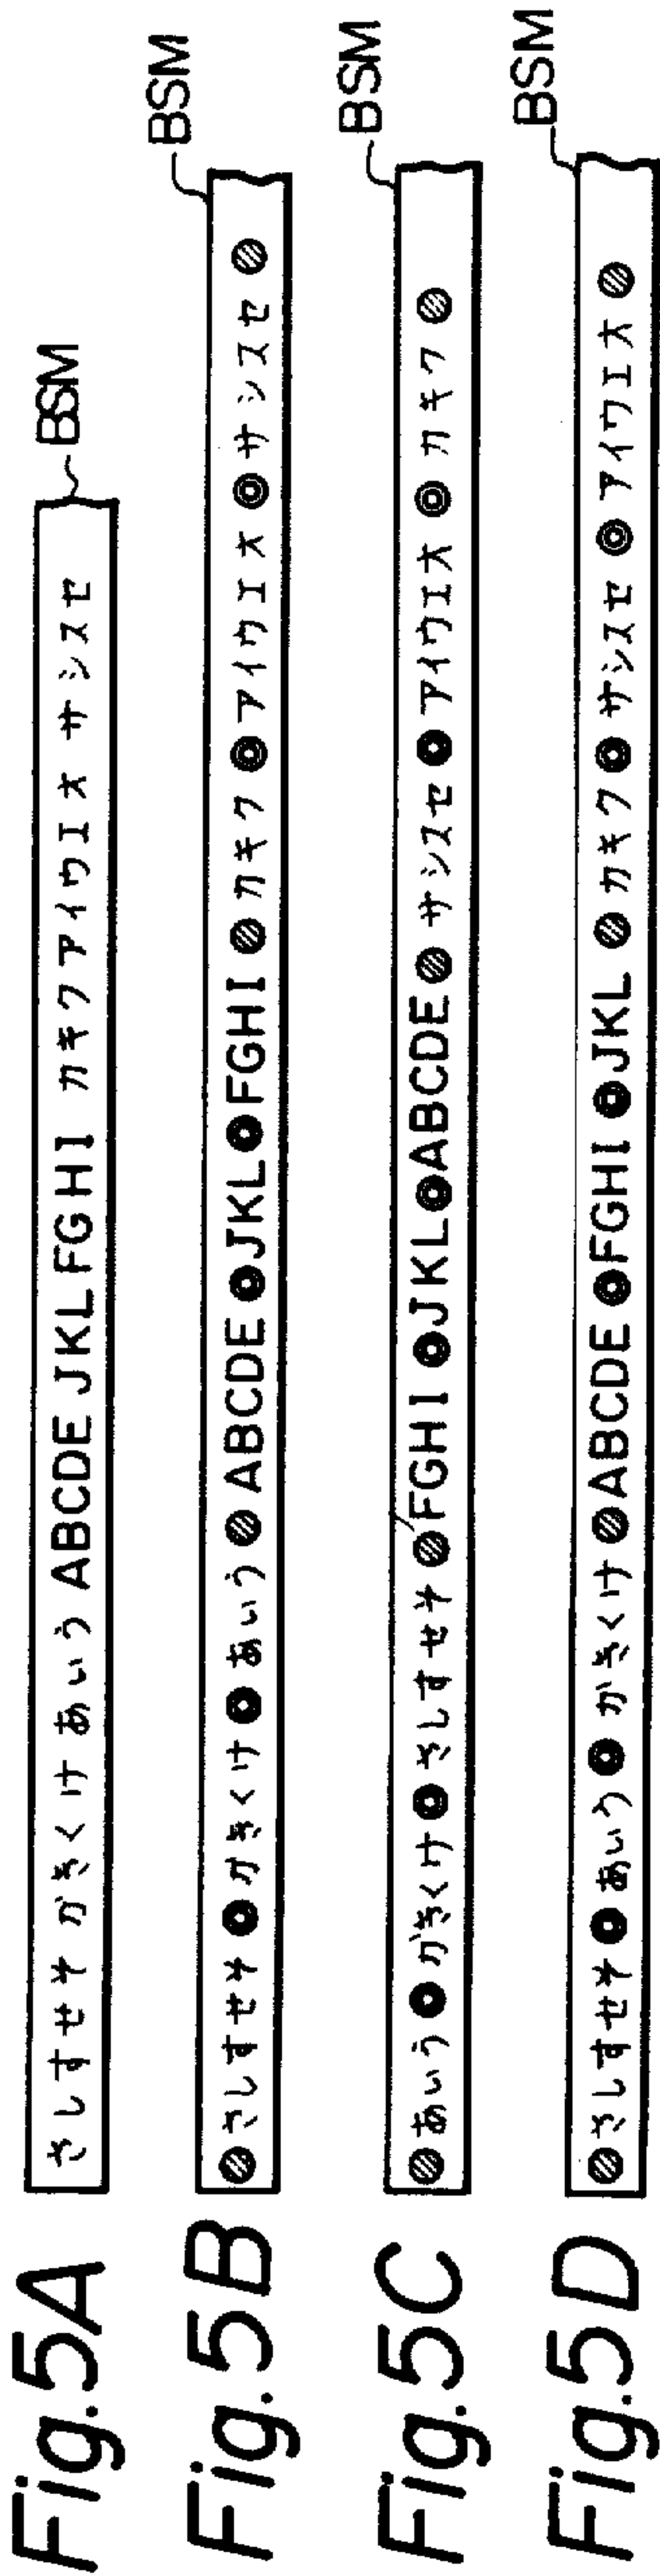 Fig.5A さしすせそ かきくけ あいう ABCDE JKL FGHI カキクアイウエオ サシスセ BSM
Fig.5B ◍さしすせそ◎かきくけ◎あいう◍ABCDE◎JKL◎FGHI◍カキク◎アイウエオ◎サシスセ◍ BSM
Fig.5C ◍あいう◎かきくけ◎さしすせそ◍FGHI◎JKL◎ABCDE◍サシスセ◎アイウエオ◎カキク◍ BSM
Fig.5D ◍さしすせそ◎あいう◎かきくけ◍ABCDE◎FGHI◎JKL◍カキク◎サシスセ◎アイウエオ◍ BSM